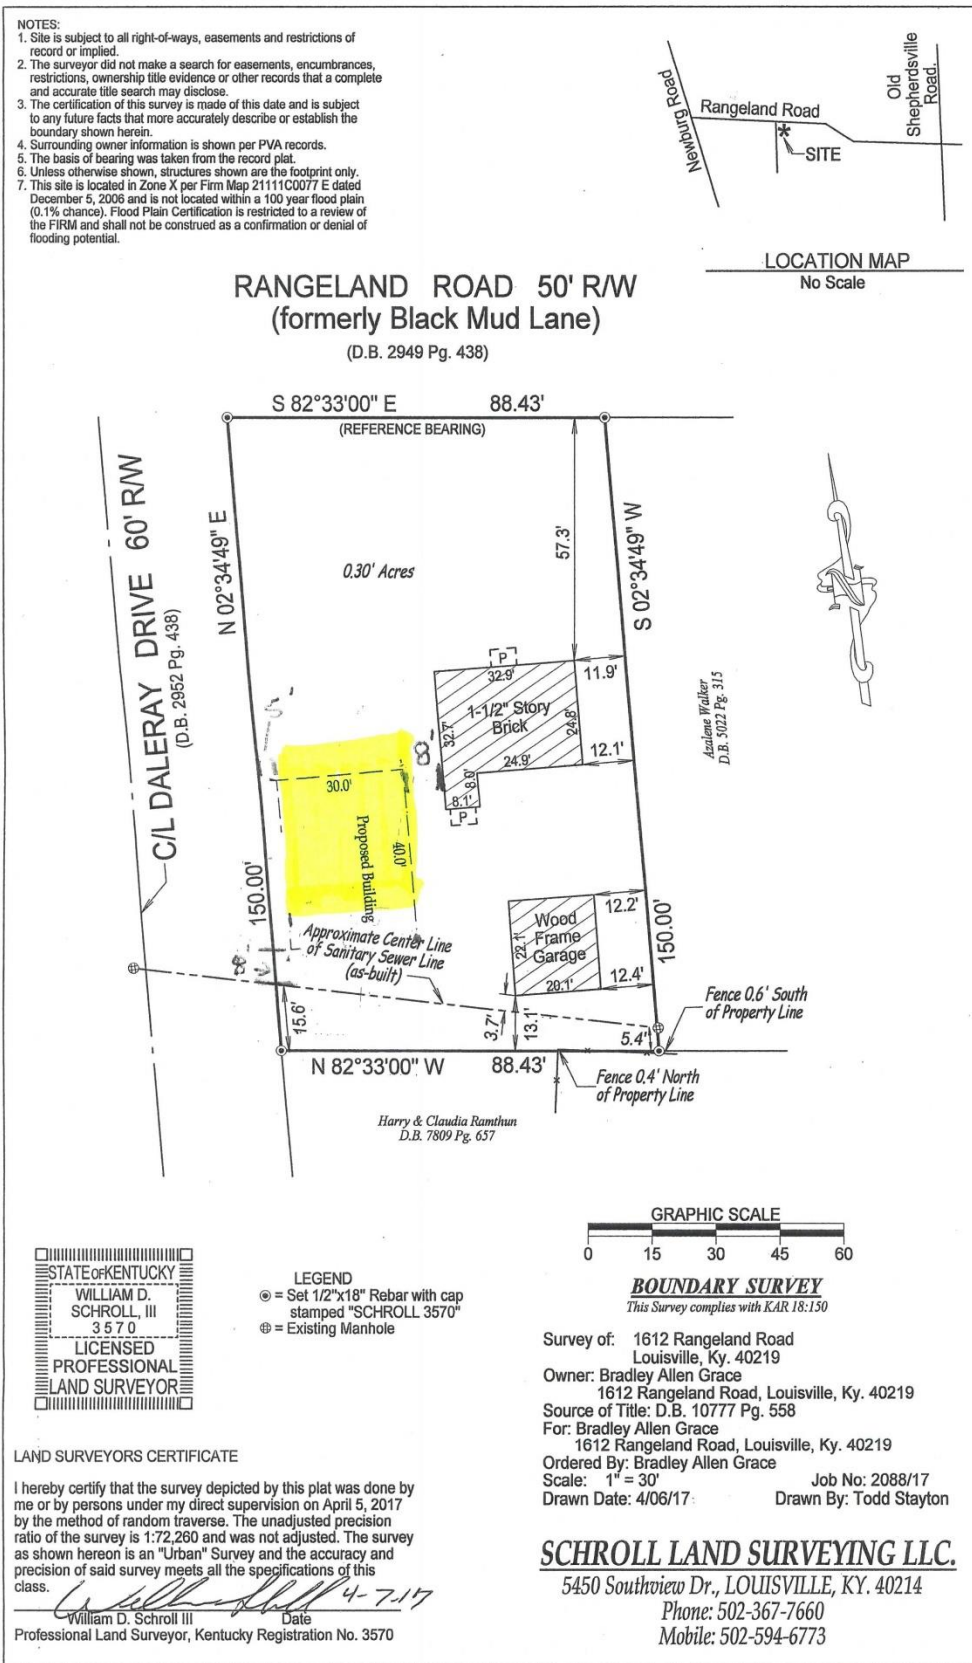 NOTES:
1. Site is subject to all right-of-ways, easements and restrictions of
record or implied.
2. The surveyor did not make a search for easements, encumbrances,
restrictions, ownership title evidence or other records that a complete
and accurate title search may disclose.
3. The certification of this survey is made of this date and is subject
to any future facts that more accurately describe or establish the
boundary shown herein.
4. Surrounding owner information is shown per PVA records.
5. The basis of bearing was taken from the record plat.
6. Unless otherwise shown, structures shown are the footprint only.
7. This site is located in Zone X per Firm Map 21111C0077 E dated
December 5, 2006 and is not located within a 100 year flood plain
(0.1% chance). Flood Plain Certification is restricted to a review of
the FIRM and shall not be construed as a confirmation or denial of
flooding potential.
Newburg Road
Rangeland Road
Old
Shepherdsville
Road.
SITE
LOCATION MAP
No Scale
RANGELAND ROAD 50' R/W
(formerly Black Mud Lane)
(D.B. 2949 Pg. 438)
S 82°33'00" E 88.43'
(REFERENCE BEARING)
C/L DALERAY DRIVE 60' R/W
(D.B. 2952 Pg. 438)
N 02°34'49" E
150.00'
0.30' Acres
57.3'
S 02°34'49" W
150.00'
P
32.9'
11.9'
1-1/2" Story
Brick
32.7'
24.8'
24.9'
12.1'
8.0'
8.1'
P
Azalene Walker
D.B. 5022 Pg. 315
30.0'
40.0'
Proposed Building
Approximate Center Line
of Sanitary Sewer Line
(as-built)
Wood
Frame
Garage
22.1'
20.1'
12.2'
12.4'
15.6'
3.7'
13.1'
5.4'
Fence 0.6' South
of Property Line
N 82°33'00" W 88.43'
Fence 0.4' North
of Property Line
Harry & Claudia Ramthun
D.B. 7809 Pg. 657
GRAPHIC SCALE
0 15 30 45 60
STATE OF KENTUCKY
WILLIAM D.
SCHROLL, III
3570
LICENSED
PROFESSIONAL
LAND SURVEYOR
LEGEND
= Set 1/2"x18" Rebar with cap
stamped "SCHROLL 3570"
= Existing Manhole
BOUNDARY SURVEY
This Survey complies with KAR 18:150
Survey of: 1612 Rangeland Road
Louisville, Ky. 40219
Owner: Bradley Allen Grace
1612 Rangeland Road, Louisville, Ky. 40219
Source of Title: D.B. 10777 Pg. 558
For: Bradley Allen Grace
1612 Rangeland Road, Louisville, Ky. 40219
Ordered By: Bradley Allen Grace
Scale: 1" = 30' Job No: 2088/17
Drawn Date: 4/06/17 Drawn By: Todd Stayton
LAND SURVEYORS CERTIFICATE
I hereby certify that the survey depicted by this plat was done by
me or by persons under my direct supervision on April 5, 2017
by the method of random traverse. The unadjusted precision
ratio of the survey is 1:72,260 and was not adjusted. The survey
as shown hereon is an "Urban" Survey and the accuracy and
precision of said survey meets all the specifications of this
class.
4-7-17
William D. Schroll III Date
Professional Land Surveyor, Kentucky Registration No. 3570
SCHROLL LAND SURVEYING LLC.
5450 Southview Dr., LOUISVILLE, KY. 40214
Phone: 502-367-7660
Mobile: 502-594-6773